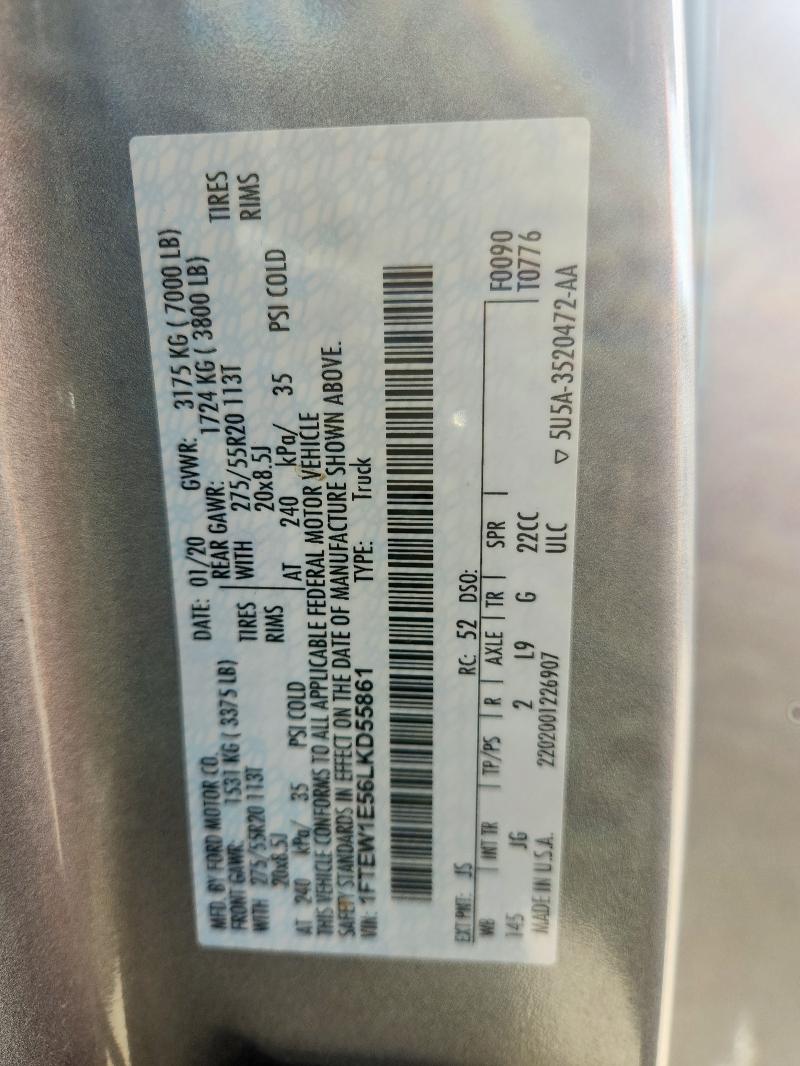 MFD. BY FORD MOTOR CO. DATE: 01/20 GVWR: 3175 KG ( 7000 LB)
FRONT GAWR: 1531 KG ( 3375 LB) REAR GAWR: 1724 KG ( 3800 LB)
WITH 275/55R20 113T TIRES WITH 275/55R20 113T TIRES
20x8.5J RIMS 20x8.5J RIMS
AT 240 kPa/ 35 PSI COLD AT 240 kPa/ 35 PSI COLD
THIS VEHICLE CONFORMS TO ALL APPLICABLE FEDERAL MOTOR VEHICLE
SAFETY STANDARDS IN EFFECT ON THE DATE OF MANUFACTURE SHOWN ABOVE.
VIN: 1FTEW1E56LKD55861 TYPE: Truck
EXT PNT: JS RC: 52 DSO:
WB INT TR TP/PS R AXLE TR SPR F0090
145 JG 2 L9 G 22CC T0776
MADE IN U.S.A. 2202001226907 ULC ▽ 5U5A-3520472-AA